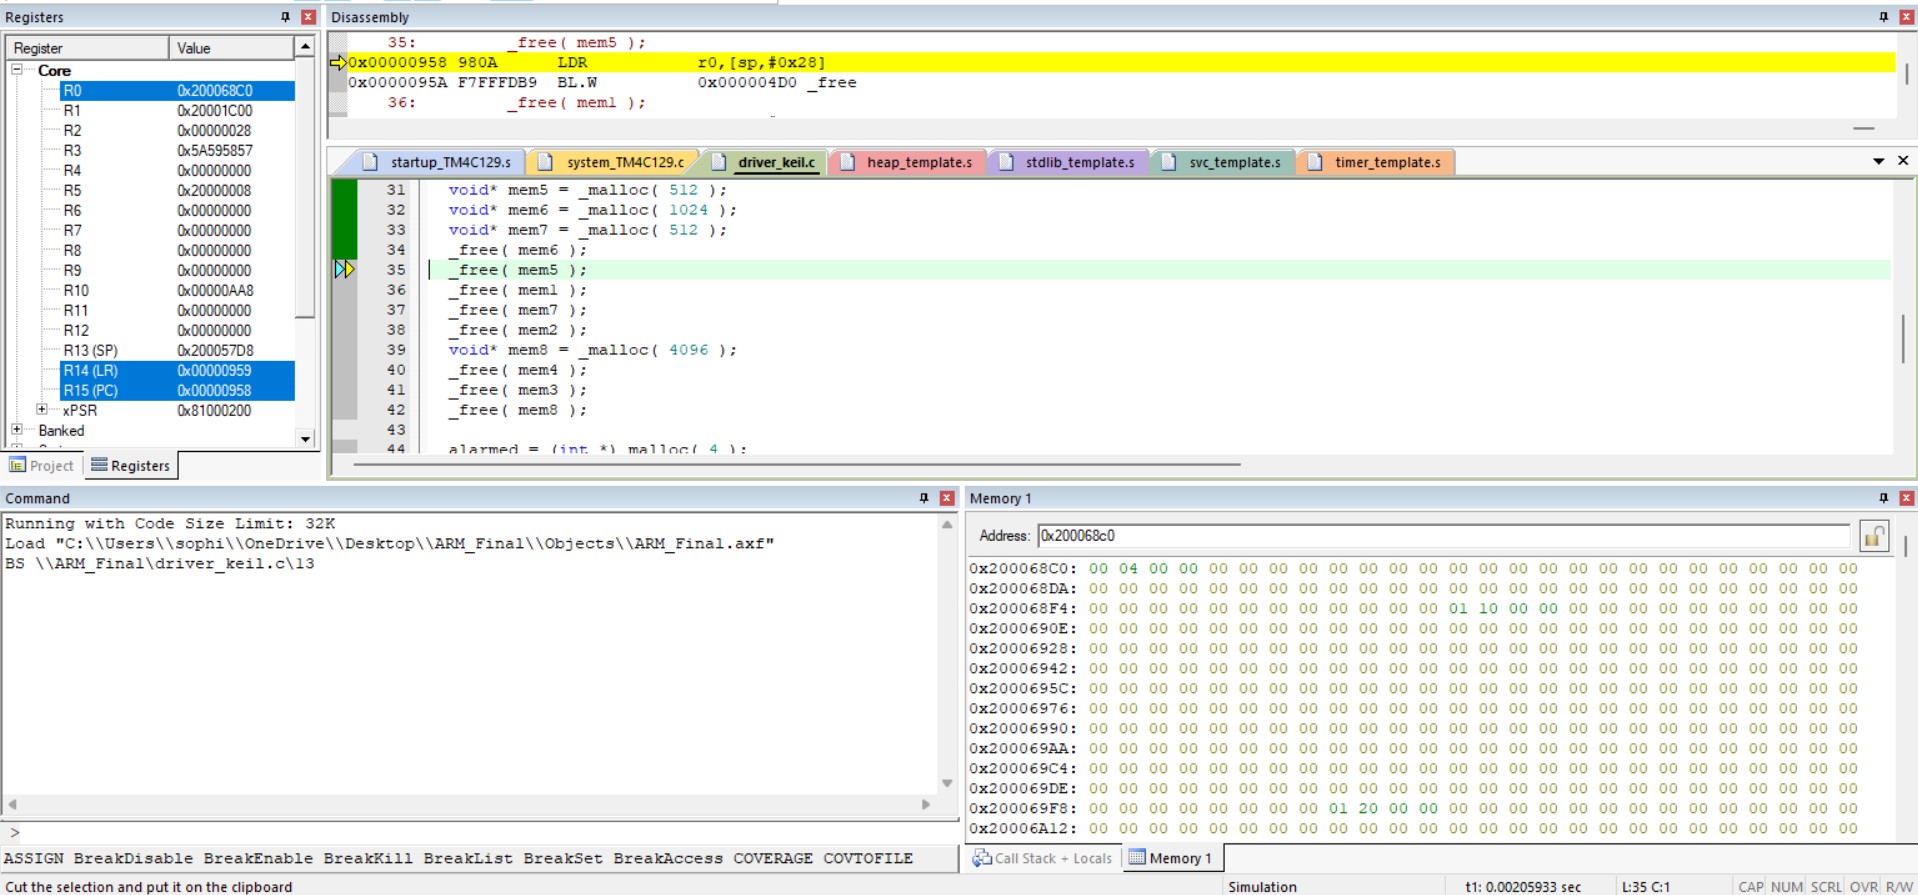 Registers
Register Value
Core
R0 0x200068C0
R1 0x20001C00
R2 0x00000028
R3 0x5A595857
R4 0x00000000
R5 0x20000008
R6 0x00000000
R7 0x00000000
R8 0x00000000
R9 0x00000000
R10 0x00000AA8
R11 0x00000000
R12 0x00000000
R13 (SP) 0x200057D8
R14 (LR) 0x00000959
R15 (PC) 0x00000958
xPSR 0x81000200
Banked
Project Registers
Disassembly
35: _free( mem5 );
0x00000958 980A LDR r0,[sp,#0x28]
0x0000095A F7FFFDB9 BL.W 0x000004D0 _free
36: _free( mem1 );
startup_TM4C129.s system_TM4C129.c driver_keil.c heap_template.s stdlib_template.s svc_template.s timer_template.s
31 void* mem5 = _malloc( 512 );
32 void* mem6 = _malloc( 1024 );
33 void* mem7 = _malloc( 512 );
34 _free( mem6 );
35 _free( mem5 );
36 _free( mem1 );
37 _free( mem7 );
38 _free( mem2 );
39 void* mem8 = _malloc( 4096 );
40 _free( mem4 );
41 _free( mem3 );
42 _free( mem8 );
43
44 alarmed = (int *) malloc( 4 );
Command
Running with Code Size Limit: 32K
Load "C:\\Users\\sophi\\OneDrive\\Desktop\\ARM_Final\\Objects\\ARM_Final.axf"
BS \\ARM_Final\driver_keil.c\13
>
ASSIGN BreakDisable BreakEnable BreakKill BreakList BreakSet BreakAccess COVERAGE COVTOFILE
Memory 1
Address: 0x200068c0
0x200068C0: 00 04 00 00 00 00 00 00 00 00 00 00 00 00 00 00 00 00 00 00 00 00 00 00 00 00
0x200068DA: 00 00 00 00 00 00 00 00 00 00 00 00 00 00 00 00 00 00 00 00 00 00 00 00 00 00
0x200068F4: 00 00 00 00 00 00 00 00 00 00 00 00 01 10 00 00 00 00 00 00 00 00 00 00 00 00
0x2000690E: 00 00 00 00 00 00 00 00 00 00 00 00 00 00 00 00 00 00 00 00 00 00 00 00 00 00
0x20006928: 00 00 00 00 00 00 00 00 00 00 00 00 00 00 00 00 00 00 00 00 00 00 00 00 00 00
0x20006942: 00 00 00 00 00 00 00 00 00 00 00 00 00 00 00 00 00 00 00 00 00 00 00 00 00 00
0x2000695C: 00 00 00 00 00 00 00 00 00 00 00 00 00 00 00 00 00 00 00 00 00 00 00 00 00 00
0x20006976: 00 00 00 00 00 00 00 00 00 00 00 00 00 00 00 00 00 00 00 00 00 00 00 00 00 00
0x20006990: 00 00 00 00 00 00 00 00 00 00 00 00 00 00 00 00 00 00 00 00 00 00 00 00 00 00
0x200069AA: 00 00 00 00 00 00 00 00 00 00 00 00 00 00 00 00 00 00 00 00 00 00 00 00 00 00
0x200069C4: 00 00 00 00 00 00 00 00 00 00 00 00 00 00 00 00 00 00 00 00 00 00 00 00 00 00
0x200069DE: 00 00 00 00 00 00 00 00 00 00 00 00 00 00 00 00 00 00 00 00 00 00 00 00 00 00
0x200069F8: 00 00 00 00 00 00 00 00 01 20 00 00 00 00 00 00 00 00 00 00 00 00 00 00 00 00
0x20006A12: 00 00 00 00 00 00 00 00 00 00 00 00 00 00 00 00 00 00 00 00 00 00 00 00 00 00
Call Stack + Locals Memory 1
Cut the selection and put it on the clipboard Simulation t1: 0.00205933 sec L:35 C:1 CAP NUM SCRL OVR R/W